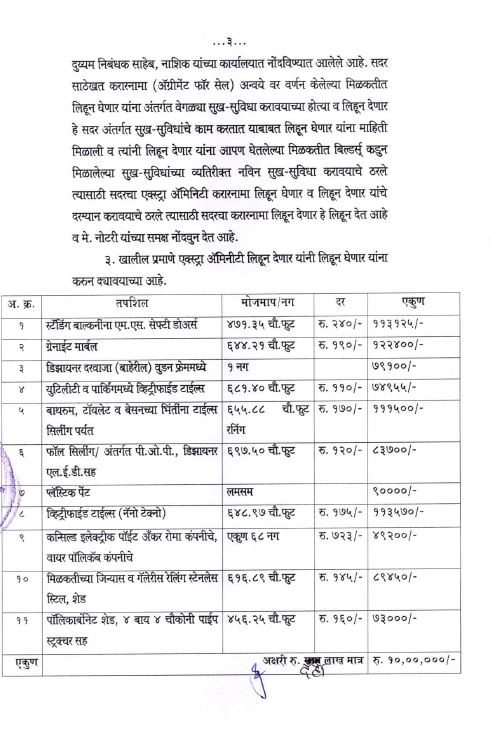 ...३...
दुय्यम निबंधक साहेब, नाशिक यांच्या कार्यालयात नोंदविण्यात आलेले आहे. सदर
साठेखत करारनामा (ॲग्रीमेंट फॉर सेल) अन्वये वर वर्णन केलेल्या मिळकतीत
लिहून घेणार यांना अंतर्गत वेगळ्या सुख-सुविधा करावयाच्या होत्या व लिहून देणार
हे सदर अंतर्गत सुख-सुविधांचे काम करतात याबाबत लिहून घेणार यांना माहिती
मिळाली व त्यांनी लिहून देणार यांना आपण घेतलेल्या मिळकतीत बिल्डर्स् कडुन
मिळालेल्या सुख-सुविधांच्या व्यतिरीक्त नविन सुख-सुविधा करावयाचे ठरले
त्यासाठी सदरचा एक्स्ट्रा ॲमिनिटी करारनामा लिहून घेणार व लिहून देणार यांचे
दरम्यान करावयाचे ठरले त्यासाठी सदरचा करारनामा लिहून देणार हे लिहून देत आहे
व मे. नोटरी यांच्या समक्ष नोंदवुन देत आहे.
३. खालील प्रमाणे एक्स्ट्रा ॲमिनीटी लिहून देणार यांनी लिहून घेणार यांना
करुन द्यावयाच्या आहे.
अ. क्र. तपशिल मोजमाप/नग दर एकुण
१ स्टँडिंग बाल्कनीना एम.एस. सेफ्टी डोअर्स ४७१.३५ चौ.फुट रु. २४०/- ११३१२५/-
२ ग्रेनाईट मार्बल ६४४.२१ चौ.फुट रु. १९०/- १२२४००/-
३ डिझायनर दरवाजा (बाहेरील) वुडन फ्रेममध्ये १ नग ७९१००/-
४ युटिलीटी व पार्किंगमध्ये व्हिट्रीफाईड टाईल्स ६८१.४० चौ.फुट रु. ११०/- ७४९५५/-
५ बाथरुम, टॉयलेट व बेसनच्या भिंतीना टाईल्स ६५५.८८ चौ.फुट रु. १७०/- १११५००/-
सिलींग पर्यंत रनिंग
६ फॉल सिलींग/ अंतर्गत पी.ओ.पी., डिझायनर ६९७.५० चौ.फुट रु. १२०/- ८३७००/-
एल.ई.डी.सह
७ प्लॅस्टिक पेंट लमसम ९००००/-
८ व्हिट्रीफाईड टाईल्स (नॅनो टेक्नो) ६४८.९७ चौ.फुट रु. १७५/- ११३५७०/-
९ कन्सिल्ड इलेक्ट्रीक पॉईट अँकर रोमा कंपनीचे, एकुण ६८ नग रु. ७२३/- ४९२००/-
वायर पॉलिकॅब कंपनीचे
१० मिळकतीच्या जिन्यास व गॅलेरीस रेलिंग स्टेनलेस ६१६.८९ चौ.फुट रु. १४५/- ८९४५०/-
स्टिल, शेड
११ पॉलिकार्बोनेट शेड, ४ बाय ४ चौकोनी पाईप ४५६.२५ चौ.फुट रु. १६०/- ७३०००/-
स्ट्रक्चर सह
एकुण अक्षरी रु. दहा लाख मात्र रु. १०,००,०००/-